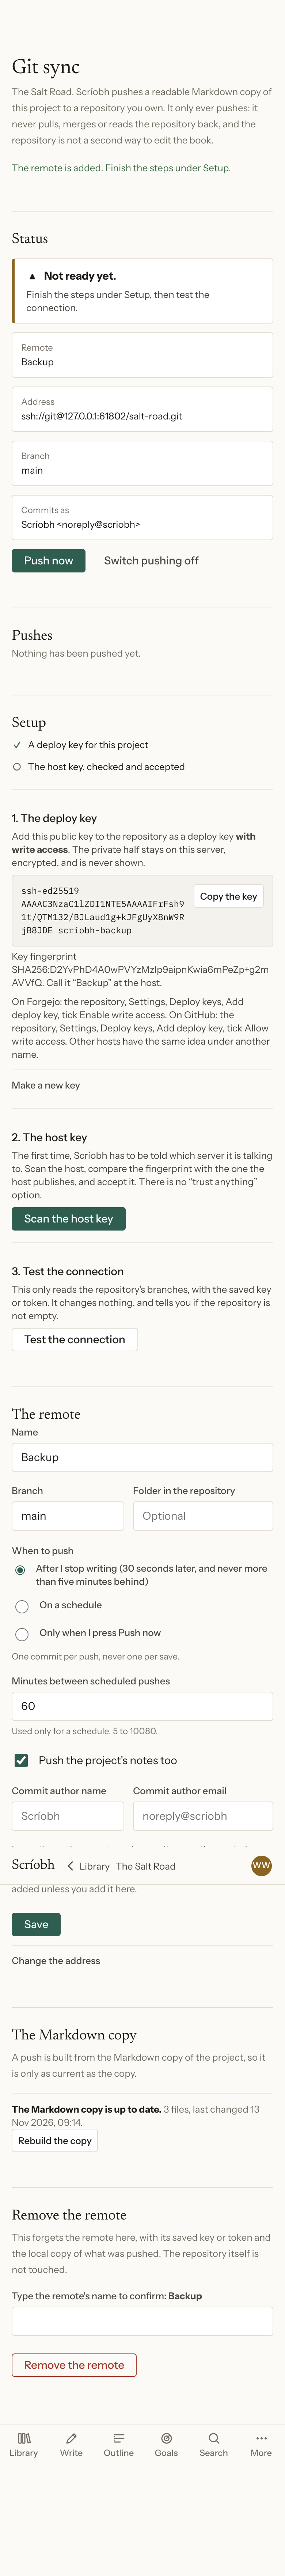 Git sync
The Salt Road. Scríobh pushes a readable Markdown copy of
this project to a repository you own. It only ever pushes: it
never pulls, merges or reads the repository back, and the
repository is not a second way to edit the book.
The remote is added. Finish the steps under Setup.
Status
▲ Not ready yet.
Finish the steps under Setup, then test the
connection.
Remote
Backup
Address
ssh://git@127.0.0.1:61802/salt-road.git
Branch
main
Commits as
Scríobh <noreply@scriobh>
Push now
Switch pushing off
Pushes
Nothing has been pushed yet.
Setup
A deploy key for this project
The host key, checked and accepted
1. The deploy key
Add this public key to the repository as a deploy key with
write access. The private half stays on this server,
encrypted, and is never shown.
ssh-ed25519
AAAAC3NzaC1lZDI1NTE5AAAAIFrFsh9
1t/QTM132/BJLaud1g+kJFgUyX8nW9R
jB8JDE scriobh-backup
Copy the key
Key fingerprint
SHA256:D2YvPhD4A0wPVYzMzlp9aipnKwia6mPeZp+g2m
AVVfQ. Call it “Backup” at the host.
On Forgejo: the repository, Settings, Deploy keys, Add
deploy key, tick Enable write access. On GitHub: the
repository, Settings, Deploy keys, Add deploy key, tick Allow
write access. Other hosts have the same idea under another
name.
Make a new key
2. The host key
The first time, Scríobh has to be told which server it is talking
to. Scan the host, compare the fingerprint with the one the
host publishes, and accept it. There is no “trust anything”
option.
Scan the host key
3. Test the connection
This only reads the repository’s branches, with the saved key
or token. It changes nothing, and tells you if the repository is
not empty.
Test the connection
The remote
Name
Backup
Branch
Folder in the repository
main
Optional
When to push
After I stop writing (30 seconds later, and never more
than five minutes behind)
On a schedule
Only when I press Push now
One commit per push, never one per save.
Minutes between scheduled pushes
60
Used only for a schedule. 5 to 10080.
Push the project’s notes too
Commit author name
Commit author email
Scríobh
noreply@scriobh
Scríobh
Library
The Salt Road
WW
added unless you add it here.
Save
Change the address
The Markdown copy
A push is built from the Markdown copy of the project, so it
is only as current as the copy.
The Markdown copy is up to date. 3 files, last changed 13
Nov 2026, 09:14.
Rebuild the copy
Remove the remote
This forgets the remote here, with its saved key or token and
the local copy of what was pushed. The repository itself is
not touched.
Type the remote’s name to confirm: Backup
Remove the remote
Library
Write
Outline
Goals
Search
More